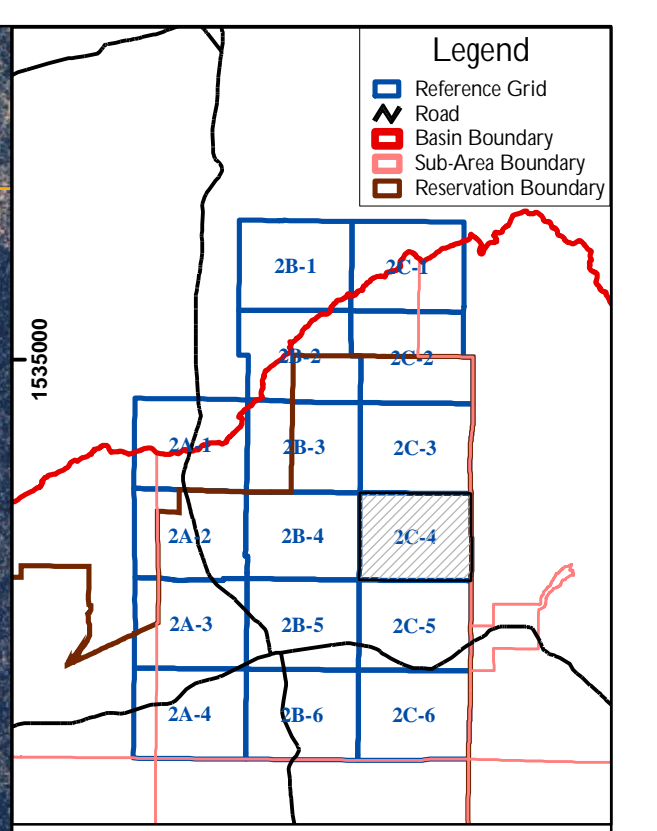 Legend
Reference Grid
Road
Basin Boundary
Sub-Area Boundary
Reservation Boundary
2B-1
2C-1
1535000
2B-2
2C-2
2A-1
2B-3
2C-3
2A-2
2B-4
2C-4
2A-3
2B-5
2C-5
2A-4
2B-6
2C-6